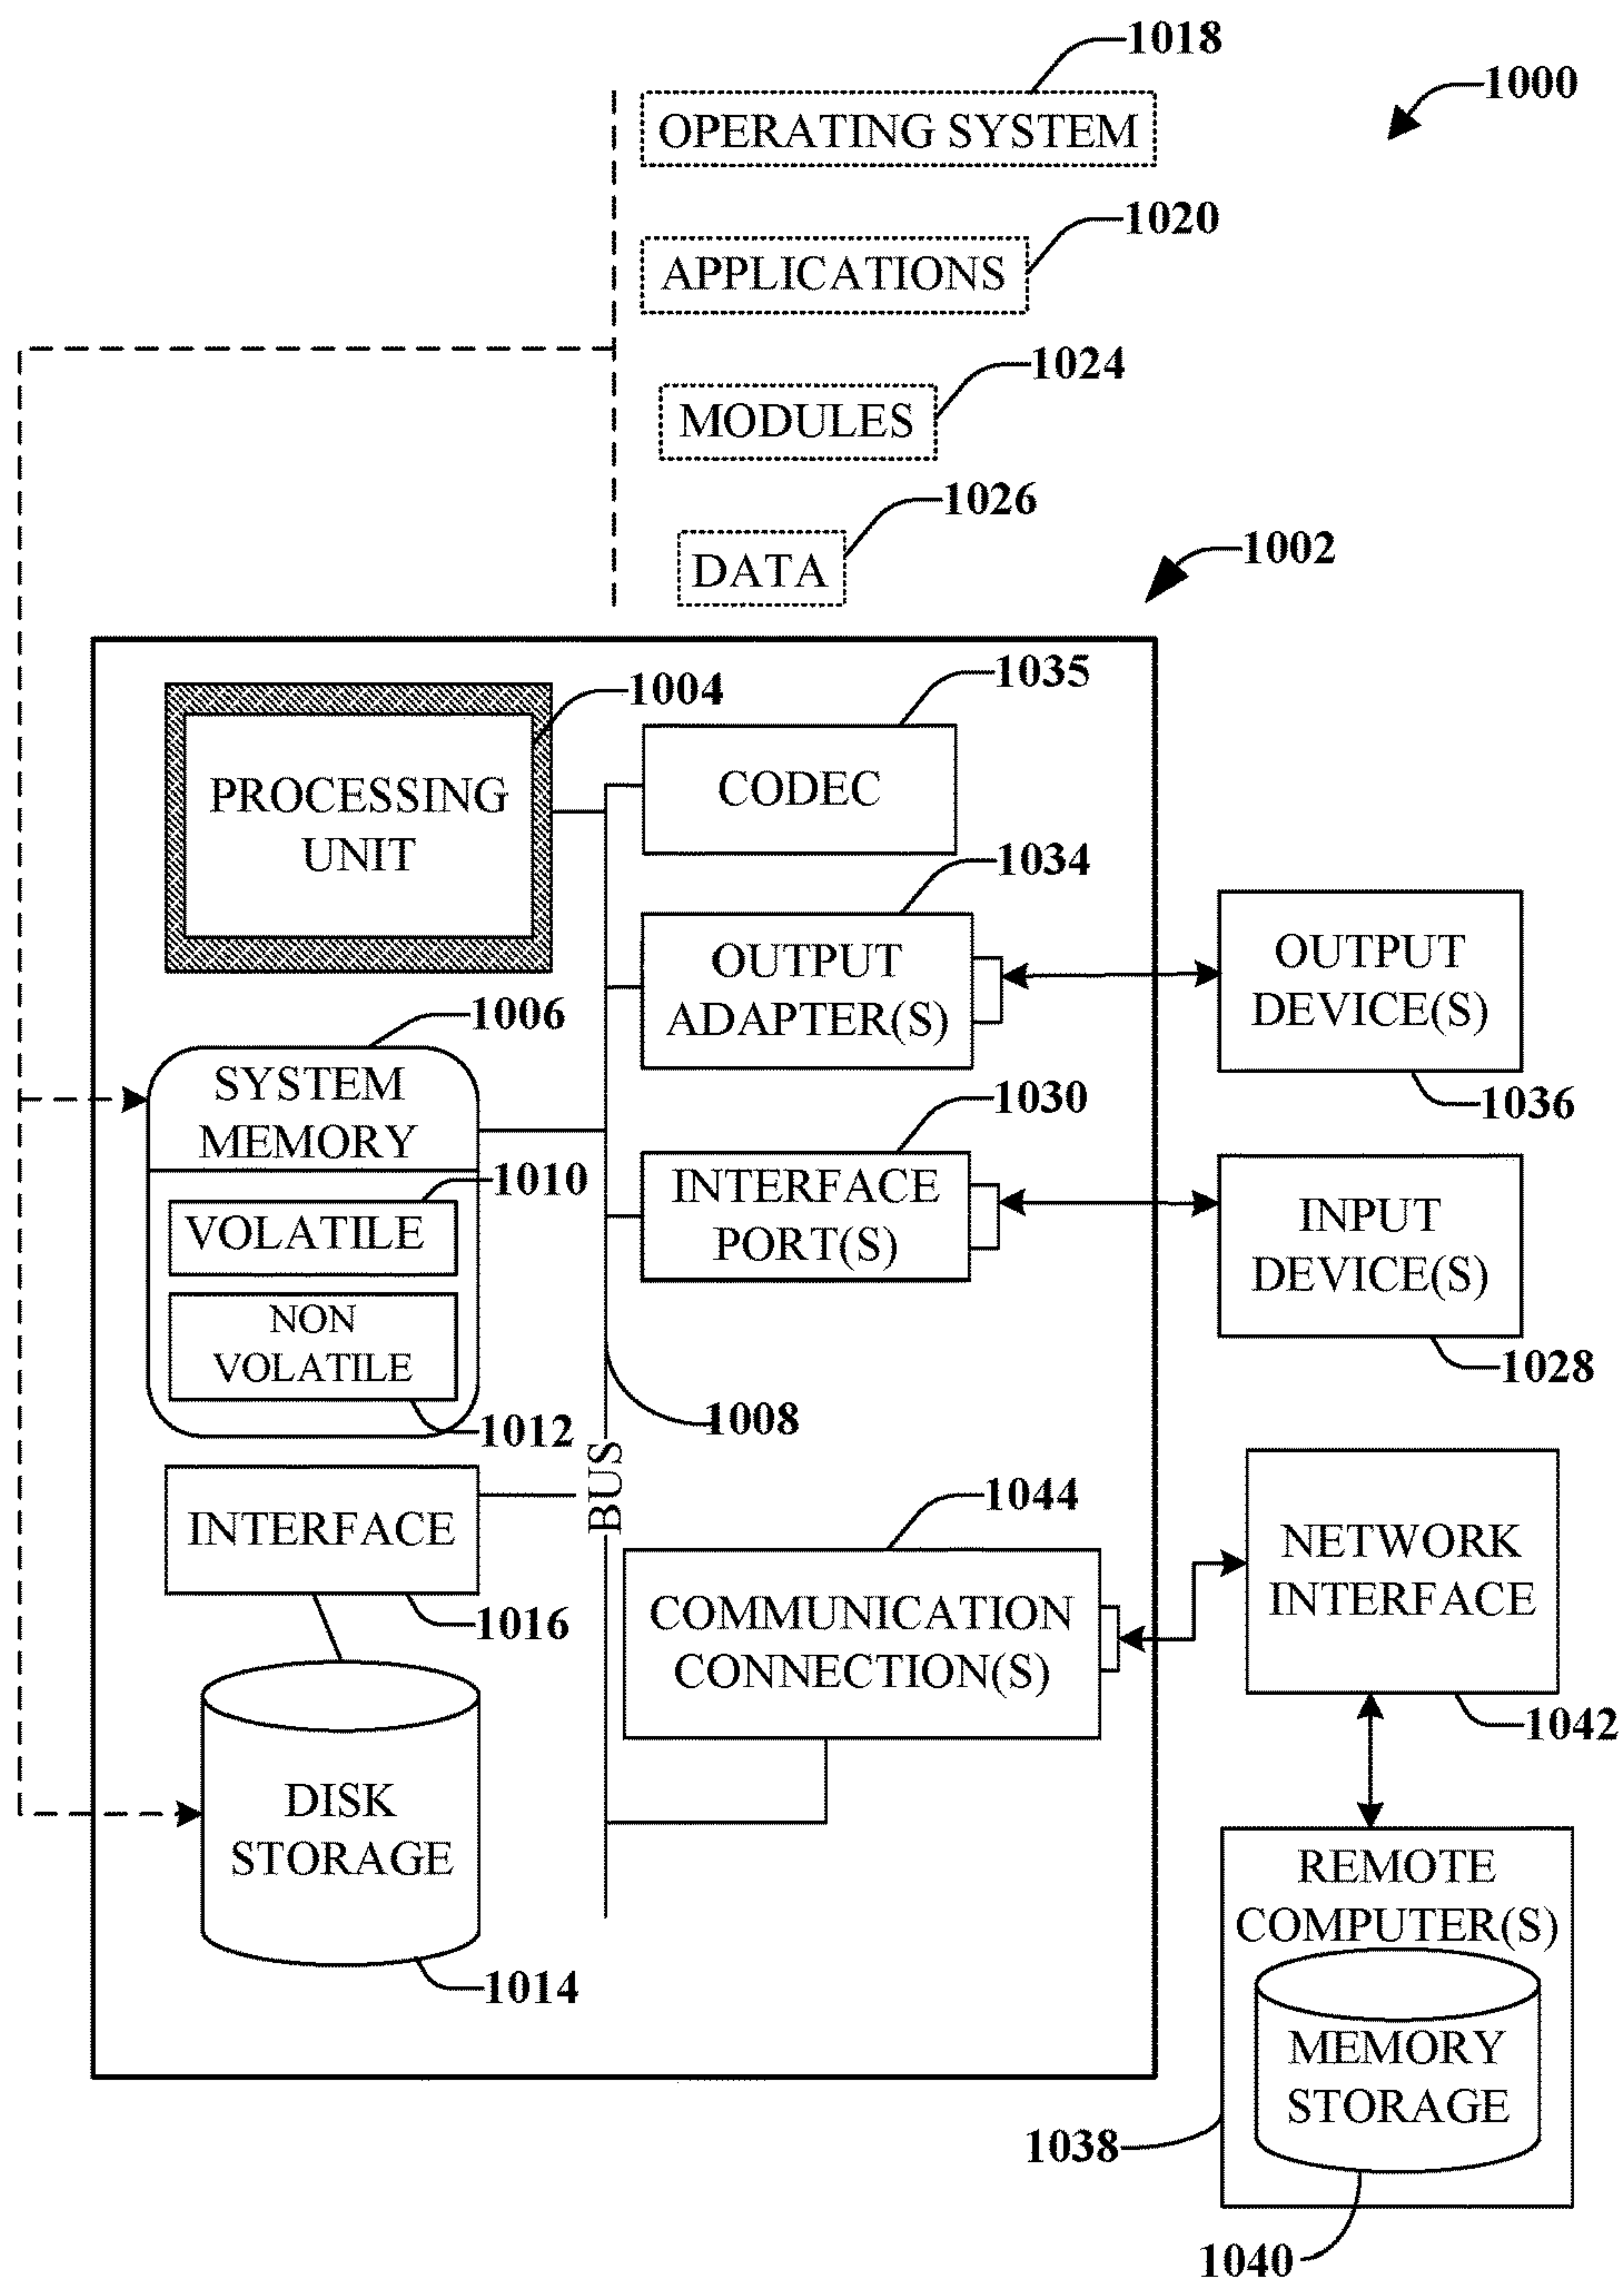 1018
1000
OPERATING SYSTEM
1020
APPLICATIONS
1024
MODULES
1026
DATA
1002
1004
PROCESSING
UNIT
1035
CODEC
1034
OUTPUT
ADAPTER(S)
OUTPUT
DEVICE(S)
1036
1006
SYSTEM
MEMORY
1010
VOLATILE
NON
VOLATILE
1012
1030
INTERFACE
PORT(S)
INPUT
DEVICE(S)
1028
1008
BUS
INTERFACE
1016
1044
COMMUNICATION
CONNECTION(S)
NETWORK
INTERFACE
1042
DISK
STORAGE
1014
REMOTE
COMPUTER(S)
MEMORY
STORAGE
1038
1040